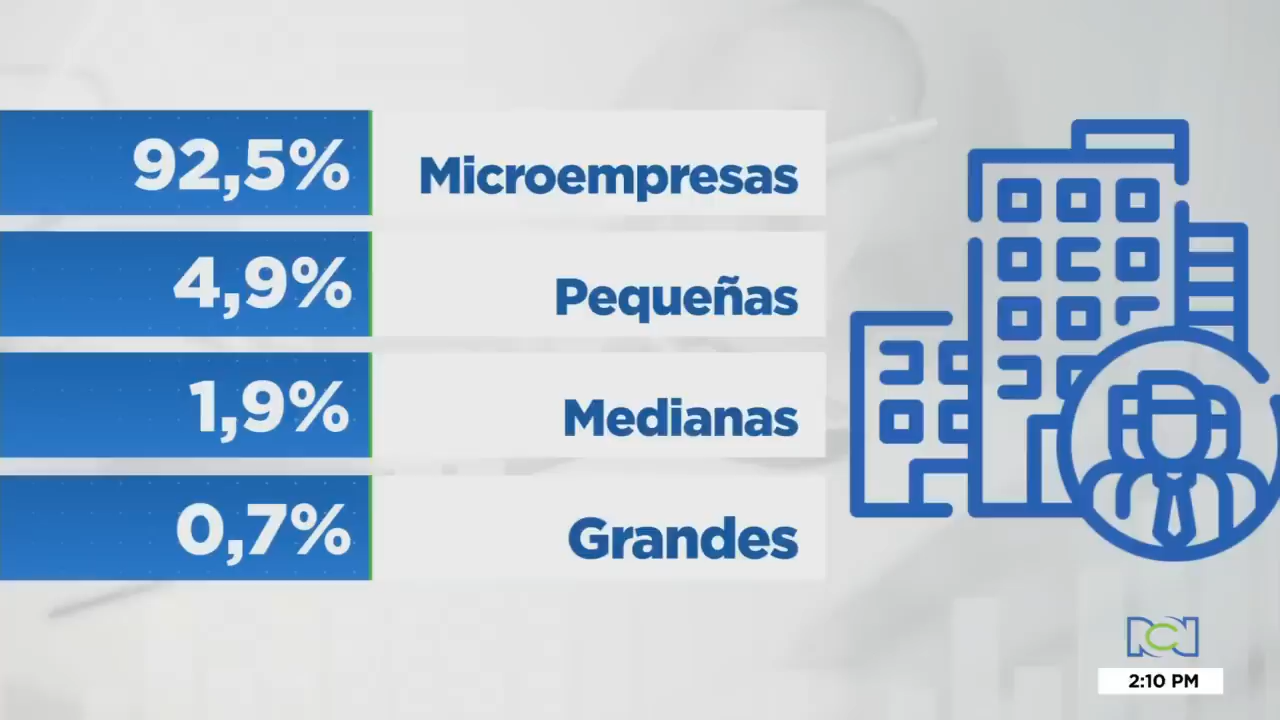 92,5%
Microempresas
4,9%
Pequeñas
1,9%
Medianas
0,7%
Grandes
RCN
2:10 PM